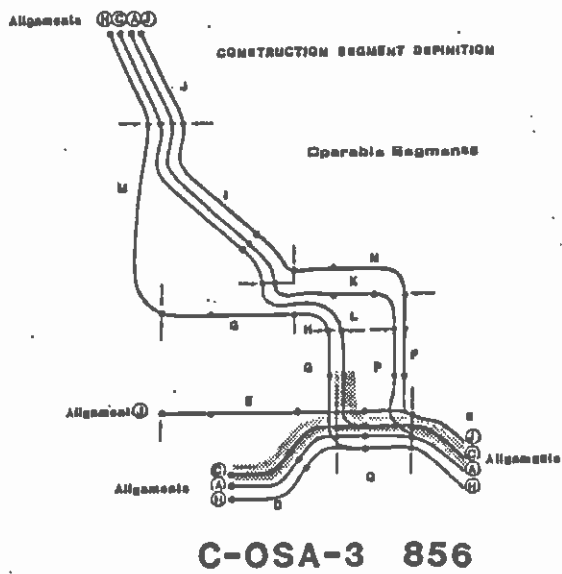 Alignments Ⓗ Ⓒ Ⓐ Ⓙ
CONSTRUCTION SEGMENT DEFINITION
J
Operable Segments
M
I
N
K
L
G
H
P
F
Alignment Ⓙ
E
Ⓙ
Ⓒ Alignments
Ⓐ
Ⓗ
Ⓒ
Alignments Ⓐ
Ⓗ
D
C-OSA-3 856